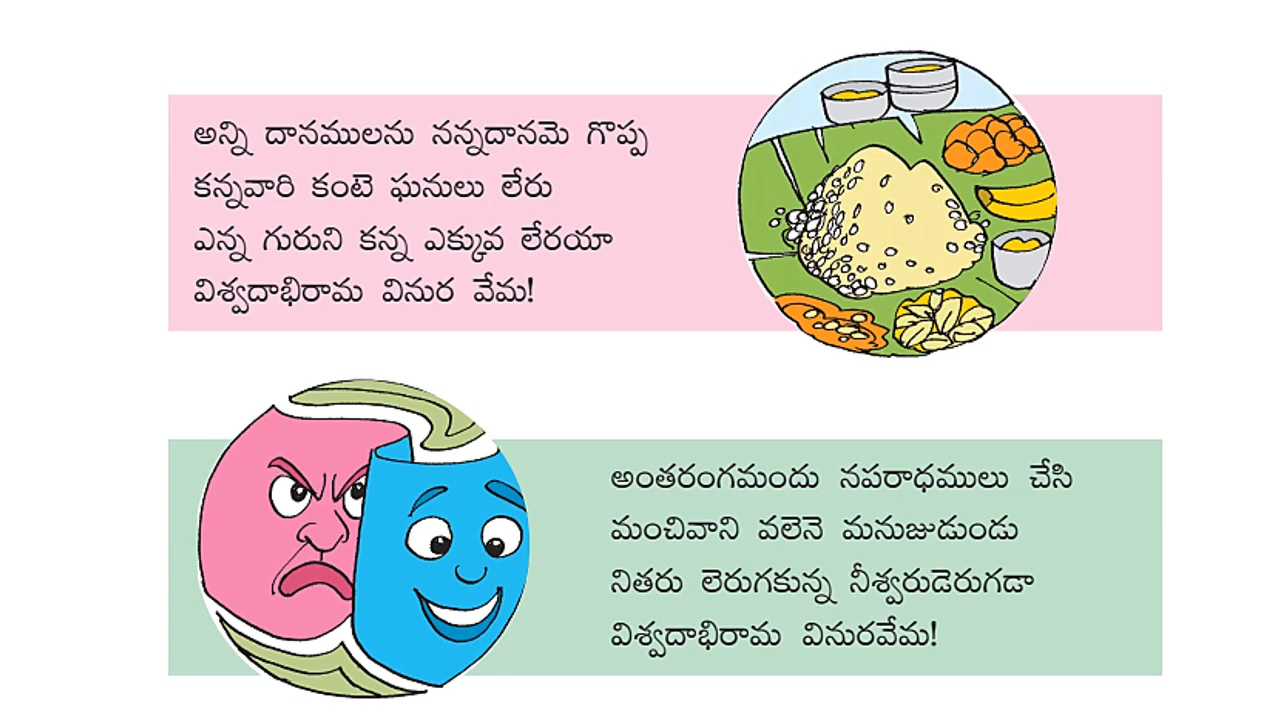 అన్ని దానములను నన్నదానమె గొప్ప
కన్నవారి కంటె ఘనులు లేరు
ఎన్న గురుని కన్న ఎక్కువ లేరయా
విశ్వదాభిరామ వినుర వేమ!
అంతరంగమందు నపరాధములు చేసి
మంచివాని వలెనె మనుజుడుండు
నితరు లెరుగకున్న నీశ్వరుడెరుగడా
విశ్వదాభిరామ వినురవేమ!